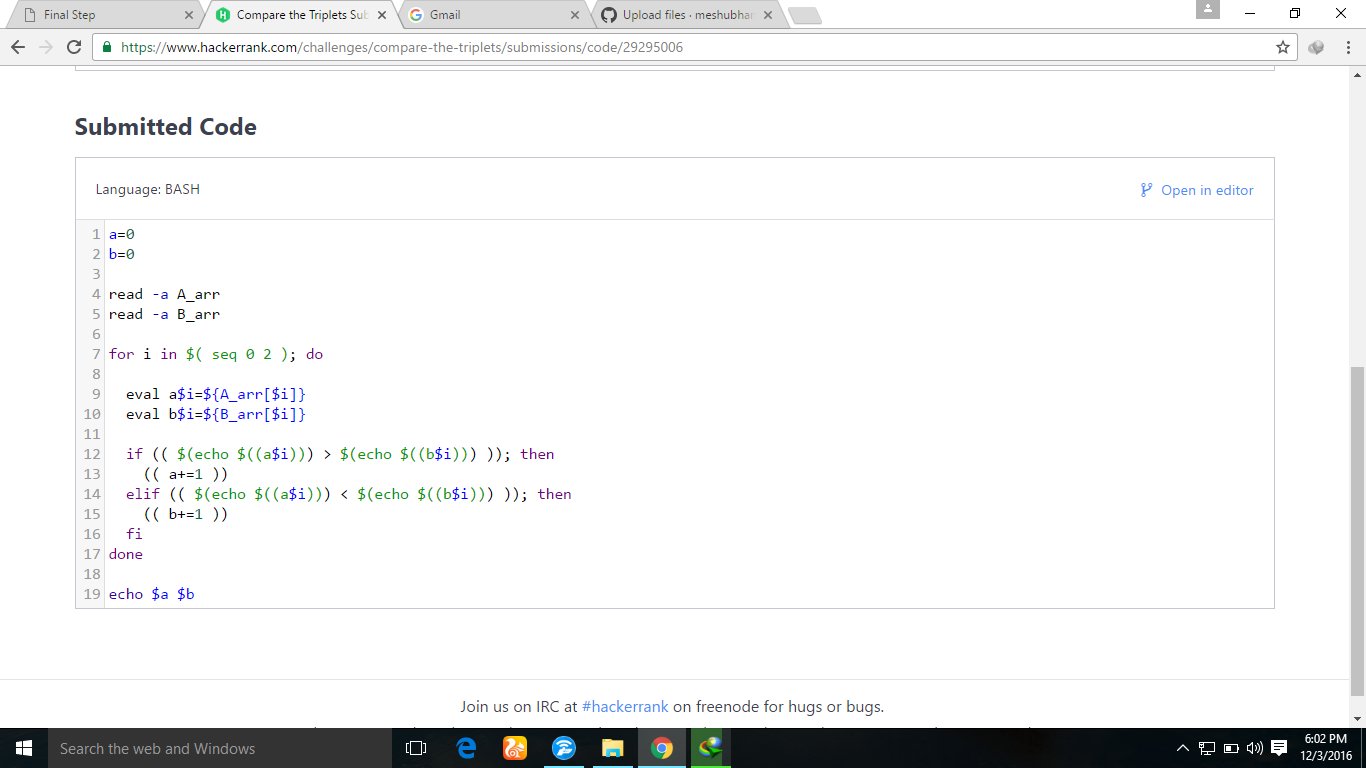 Final Step
Compare the Triplets Sub
Gmail
Upload files · meshubhar
https://www.hackerrank.com/challenges/compare-the-triplets/submissions/code/29295006
Submitted Code
Language: BASH
Open in editor
1 a=0
2 b=0
3
4 read -a A_arr
5 read -a B_arr
6
7 for i in $( seq 0 2 ); do
8
9   eval a$i=${A_arr[$i]}
10   eval b$i=${B_arr[$i]}
11
12   if (( $(echo $((a$i))) > $(echo $((b$i))) )); then
13     (( a+=1 ))
14   elif (( $(echo $((a$i))) < $(echo $((b$i))) )); then
15     (( b+=1 ))
16   fi
17 done
18
19 echo $a $b
Join us on IRC at #hackerrank on freenode for hugs or bugs.
Search the web and Windows
6:02 PM
12/3/2016